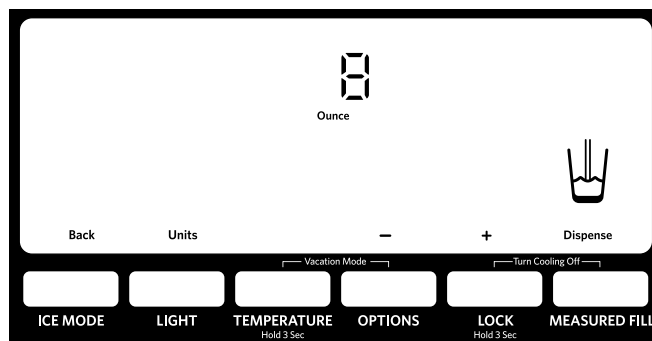 8
Ounce
Back Units − + Dispense
Vacation Mode Turn Cooling Off
ICE MODE LIGHT TEMPERATURE OPTIONS LOCK MEASURED FILL
Hold 3 Sec Hold 3 Sec